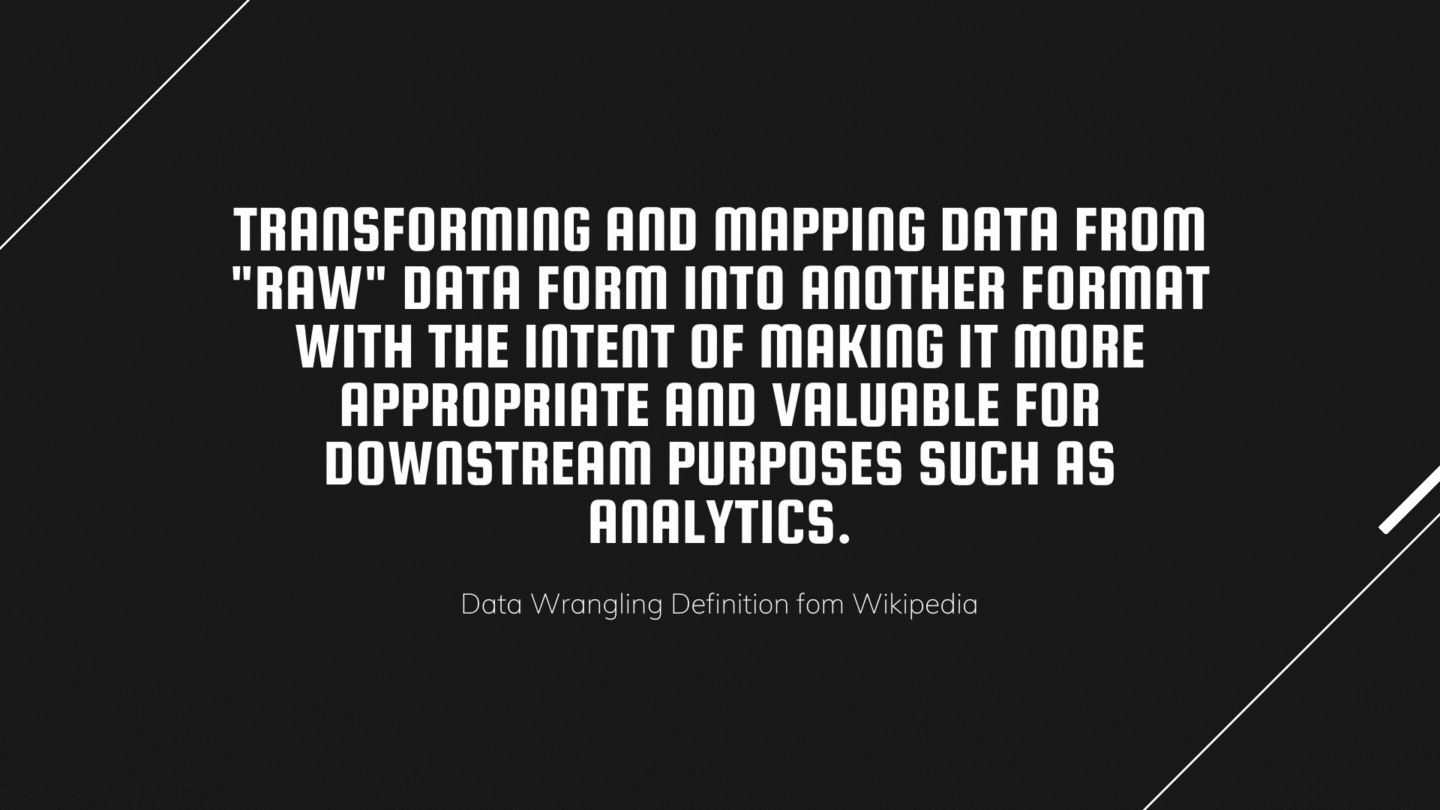 TRANSFORMING AND MAPPING DATA FROM
"RAW" DATA FORM INTO ANOTHER FORMAT
WITH THE INTENT OF MAKING IT MORE
APPROPRIATE AND VALUABLE FOR
DOWNSTREAM PURPOSES SUCH AS
ANALYTICS.
Data Wrangling Definition fom Wikipedia